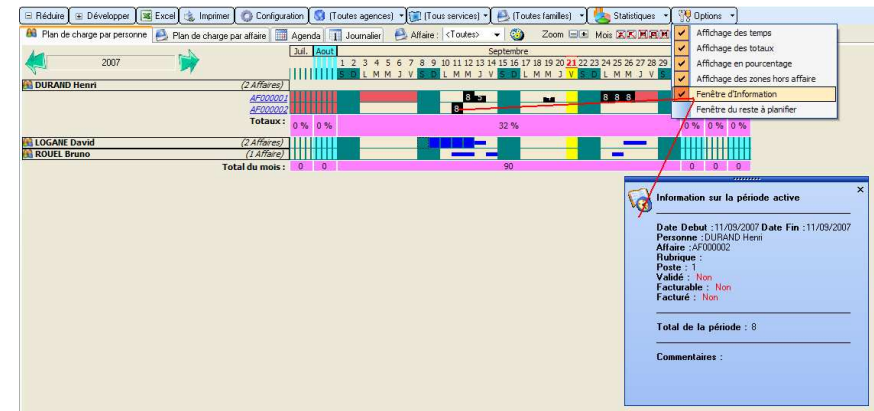 Réduire Développer Excel Imprimer Configuration (Toutes agences) (Tous services) (Toutes familles) Statistiques Options
Plan de charge par personne Plan de charge par affaire Agenda Journalier Affaire : <Toutes> Zoom Mois
Affichage des temps
Affichage des totaux
Affichage en pourcentage
Affichage des zones hors affaire
Fenêtre d'Information
Fenêtre du reste à planifier
2007
Juil. Aout Septembre
1 2 3 4 5 6 7 8 9 10 11 12 13 14 15 16 17 18 19 20 21 22 23 24 25 26 27 28 29
S D L M M J V S D L M M J V S D L M M J V S D L M M J V S
DURAND Henri (2 Affaires)
AF000001 8 5 8 8 8
AF000002 8
Totaux : 0 % 0 % 32 % 0 % 0 % 0 %
LOGANE David (2 Affaires)
ROUEL Bruno (1 Affaire)
Total du mois : 0 0 90 0 0 0
Information sur la période active
Date Debut :11/09/2007 Date Fin :11/09/2007
Personne :DURAND Henri
Affaire :AF000002
Rubrique :
Poste : 1
Validé : Non
Facturable : Non
Facturé : Non
Total de la période : 8
Commentaires :